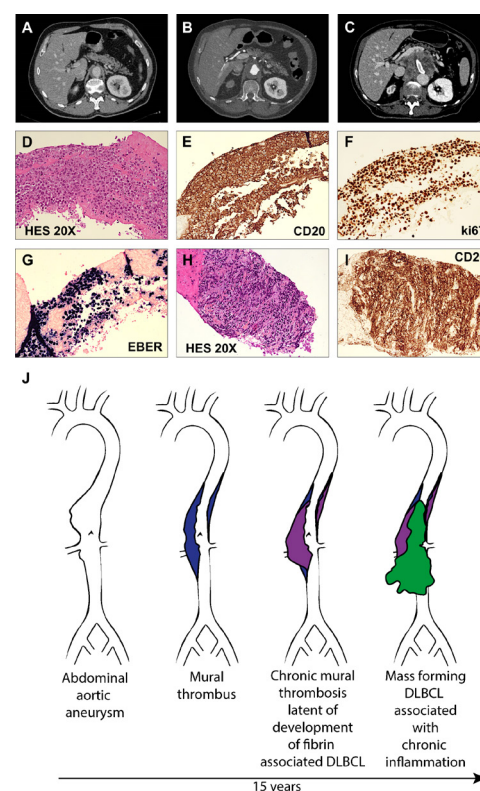 A
B
C
D
HES 20X
E
CD20
F
ki67
G
EBER
H
HES 20X
I
CD2
J
Abdominal
aortic
aneurysm
Mural
thrombus
Chronic mural
thrombosis
latent of
development
of fibrin
associated DLBCL
Mass forming
DLBCL
associated
with
chronic
inflammation
15 years